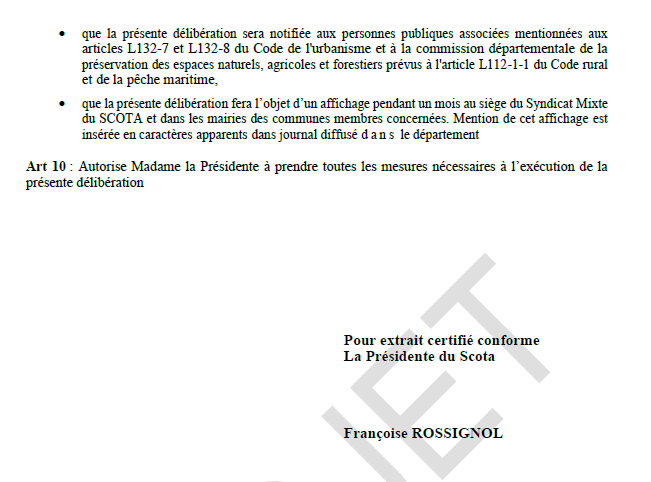 • que la présente délibération sera notifiée aux personnes publiques associées mentionnées aux
articles L132-7 et L132-8 du Code de l'urbanisme et à la commission départementale de la
préservation des espaces naturels, agricoles et forestiers prévus à l'article L112-1-1 du Code rural
et de la pêche maritime,
• que la présente délibération fera l’objet d’un affichage pendant un mois au siège du Syndicat Mixte
du SCOTA et dans les mairies des communes membres concernées. Mention de cet affichage est
insérée en caractères apparents dans journal diffusé d a n s le département
Art 10 : Autorise Madame la Présidente à prendre toutes les mesures nécessaires à l’exécution de la
présente délibération
Pour extrait certifié conforme
La Présidente du Scota
Françoise ROSSIGNOL